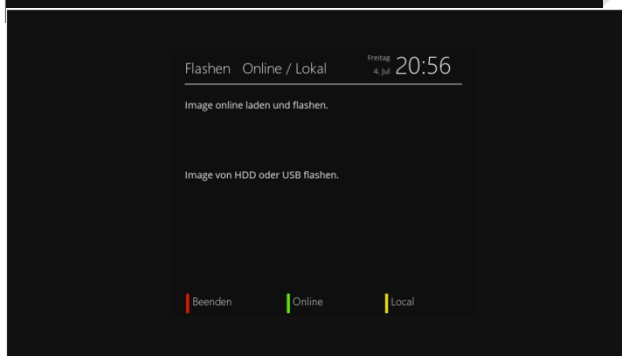 Flashen Online / Lokal
Freitag
4. Jul 20:56
Image online laden und flashen.
Image von HDD oder USB flashen.
Beenden Online Local